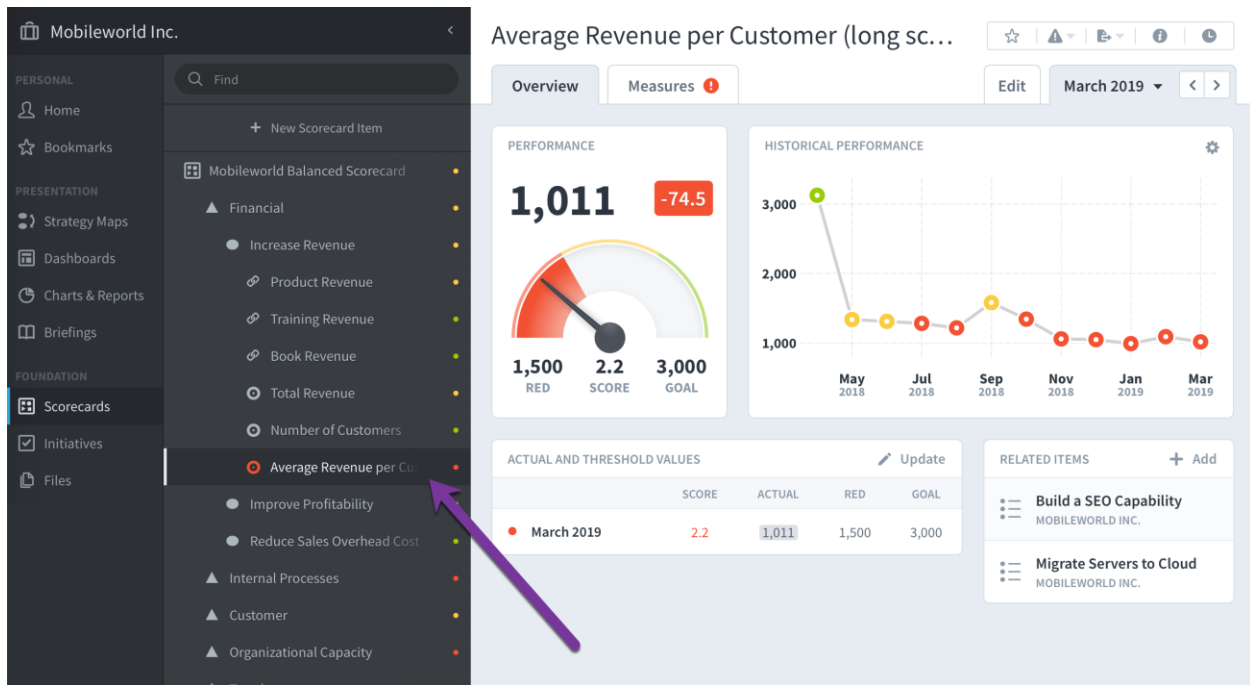 Mobileworld Inc.
PERSONAL
Home
Bookmarks
PRESENTATION
Strategy Maps
Dashboards
Charts & Reports
Briefings
FOUNDATION
Scorecards
Initiatives
Files
Find
+ New Scorecard Item
Mobileworld Balanced Scorecard
Financial
Increase Revenue
Product Revenue
Training Revenue
Book Revenue
Total Revenue
Number of Customers
Average Revenue per Cu
Improve Profitability
Reduce Sales Overhead Cost
Internal Processes
Customer
Organizational Capacity
Average Revenue per Customer (long sc...
Overview
Measures
Edit
March 2019
PERFORMANCE
1,011
-74.5
1,500 2.2 3,000
RED SCORE GOAL
HISTORICAL PERFORMANCE
3,000
2,000
1,000
May Jul Sep Nov Jan Mar
2018 2018 2018 2018 2019 2019
ACTUAL AND THRESHOLD VALUES Update
SCORE ACTUAL RED GOAL
March 2019 2.2 1,011 1,500 3,000
RELATED ITEMS + Add
Build a SEO Capability
MOBILEWORLD INC.
Migrate Servers to Cloud
MOBILEWORLD INC.